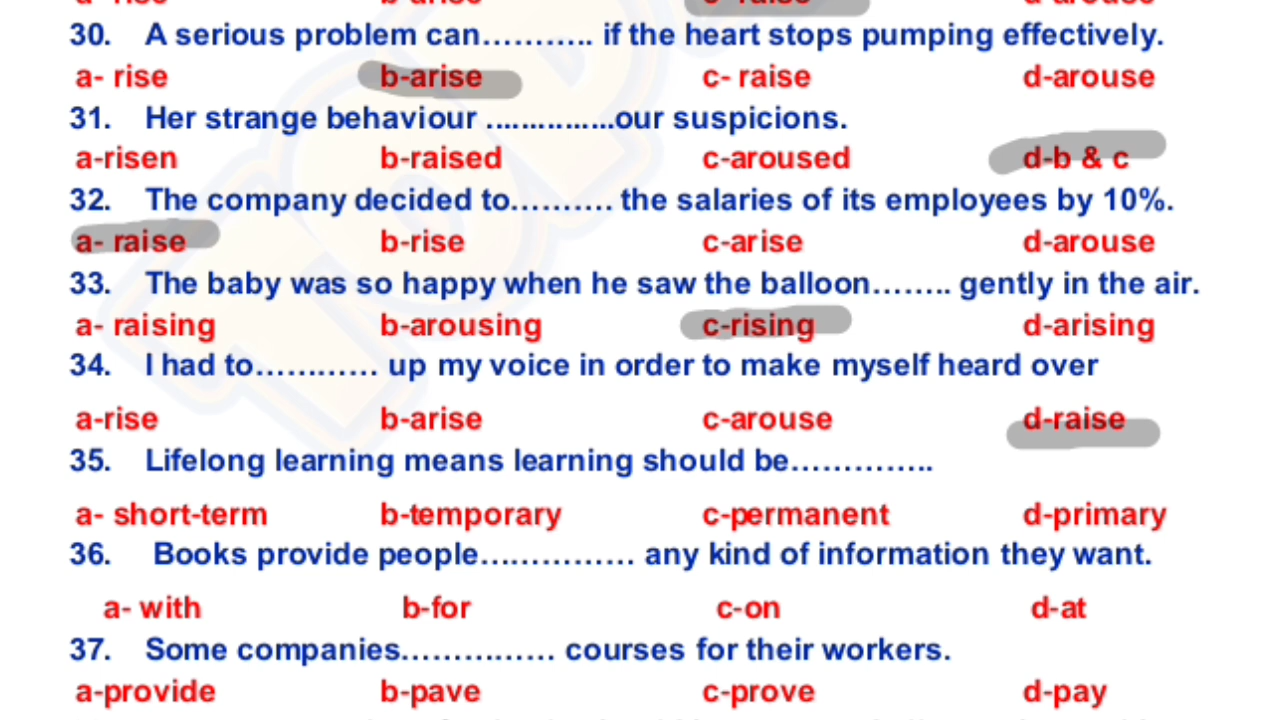 a- rise b-arise c-raise d-arouse
30. A serious problem can……….. if the heart stops pumping effectively.
a- rise b-arise c- raise d-arouse
31. Her strange behaviour ...............our suspicions.
a-risen b-raised c-aroused d-b & c
32. The company decided to………. the salaries of its employees by 10%.
a- raise b-rise c-arise d-arouse
33. The baby was so happy when he saw the balloon…….. gently in the air.
a- raising b-arousing c-rising d-arising
34. I had to………… up my voice in order to make myself heard over
a-rise b-arise c-arouse d-raise
35. Lifelong learning means learning should be…………..
a- short-term b-temporary c-permanent d-primary
36. Books provide people…………… any kind of information they want.
a- with b-for c-on d-at
37. Some companies…………… courses for their workers.
a-provide b-pave c-prove d-pay